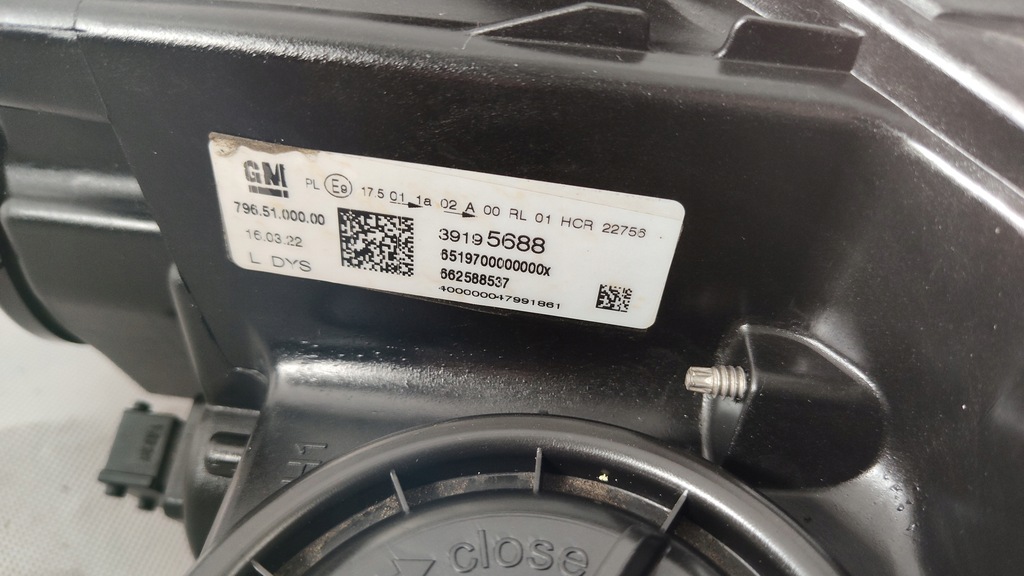 GM PL E9 17.5 01 1a 02 A 00 RL 01 HCR 22756
796.51.000.00
39195688
16.03.22
6519700000000x
L DYS
662588537
400000047991861
close